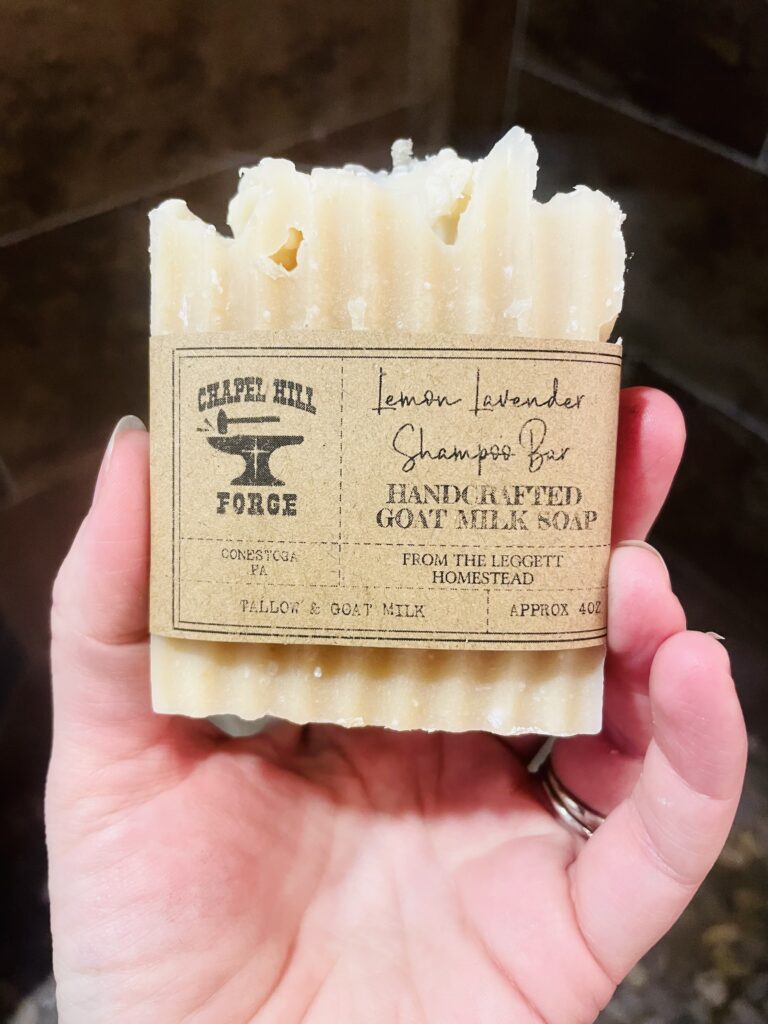 CHAPEL HILL
FORGE
Lemon Lavender
Shampoo Bar
HANDCRAFTED
GOAT MILK SOAP
CONESTOGA
PA
FROM THE LEGGETT
HOMESTEAD
TALLOW & GOAT MILK
APPROX 4OZ